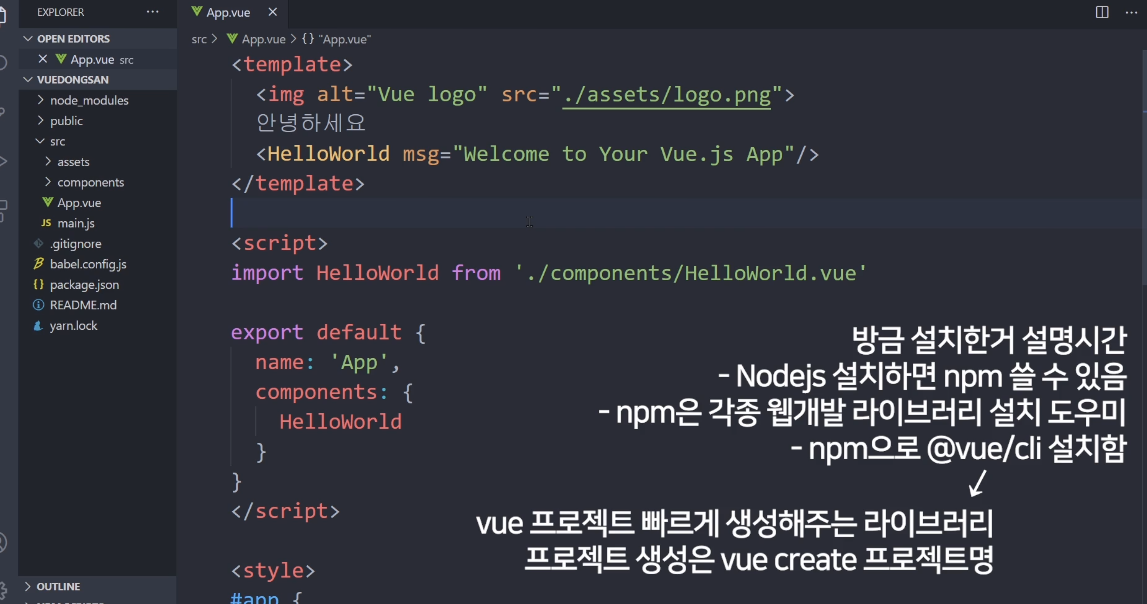 EXPLORER
···
App.vue ×
···
OPEN EDITORS
× App.vue src
VUEDONGSAN
node_modules
public
src
assets
components
App.vue
JS main.js
.gitignore
babel.config.js
{} package.json
README.md
yarn.lock
OUTLINE
src > App.vue > {} "App.vue"
<template>
<img alt="Vue logo" src="./assets/logo.png">
안녕하세요
<HelloWorld msg="Welcome to Your Vue.js App"/>
</template>
<script>
import HelloWorld from './components/HelloWorld.vue'
export default {
name: 'App',
components: {
HelloWorld
}
}
</script>
<style>
#app {
방금 설치한거 설명시간
- Nodejs 설치하면 npm 쓸 수 있음
- npm은 각종 웹개발 라이브러리 설치 도우미
- npm으로 @vue/cli 설치함
vue 프로젝트 빠르게 생성해주는 라이브러리
프로젝트 생성은 vue create 프로젝트명